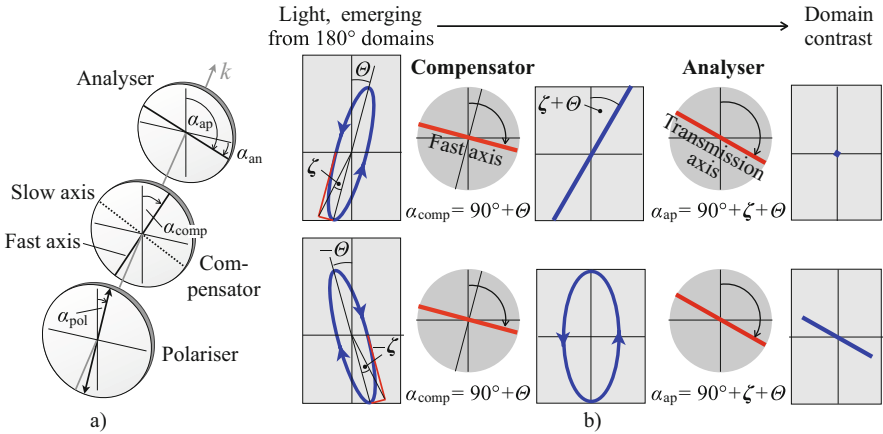 Light, emerging
from 180° domains
Domain
contrast
a)
k
Analyser
α_ap
α_an
Slow axis
α_comp
Fast axis
Com-
pensator
α_pol
Polariser
a)
Θ
Compensator
Analyser
ζ
Fast axis
ζ+Θ
Transmission
axis
α_comp = 90°+Θ
α_ap = 90°+ζ+Θ
−Θ
−ζ
α_comp = 90°+Θ
α_ap = 90°+ζ+Θ
b)